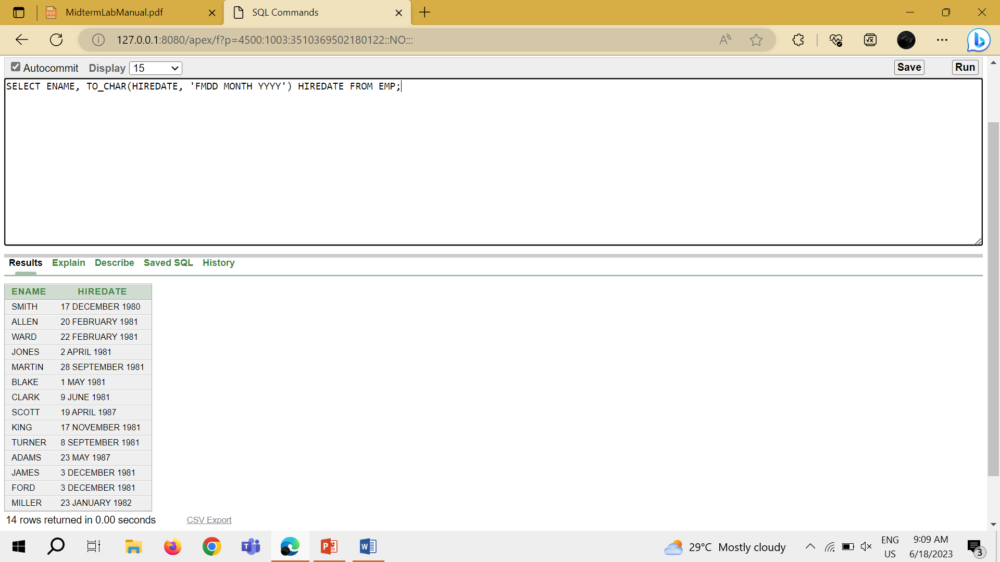 MidtermLabManual.pdf
SQL Commands
127.0.0.1:8080/apex/f?p=4500:1003:3510369502180122::NO:::
Autocommit Display 15 Save Run
SELECT ENAME, TO_CHAR(HIREDATE, 'FMDD MONTH YYYY') HIREDATE FROM EMP;
Results Explain Describe Saved SQL History
ENAME HIREDATE
SMITH 17 DECEMBER 1980
ALLEN 20 FEBRUARY 1981
WARD 22 FEBRUARY 1981
JONES 2 APRIL 1981
MARTIN 28 SEPTEMBER 1981
BLAKE 1 MAY 1981
CLARK 9 JUNE 1981
SCOTT 19 APRIL 1987
KING 17 NOVEMBER 1981
TURNER 8 SEPTEMBER 1981
ADAMS 23 MAY 1987
JAMES 3 DECEMBER 1981
FORD 3 DECEMBER 1981
MILLER 23 JANUARY 1982
14 rows returned in 0.00 seconds CSV Export
29°C Mostly cloudy
ENG
US
9:09 AM
6/18/2023
3